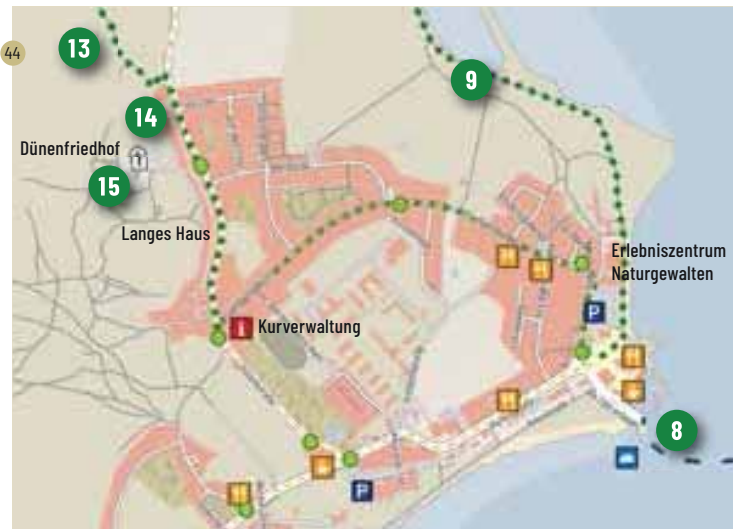 13
44
9
14
Dünenfriedhof
15
Langes Haus
Erlebniszentrum
Naturgewalten
P
i Kurverwaltung
H
H
H
H
8
H
P